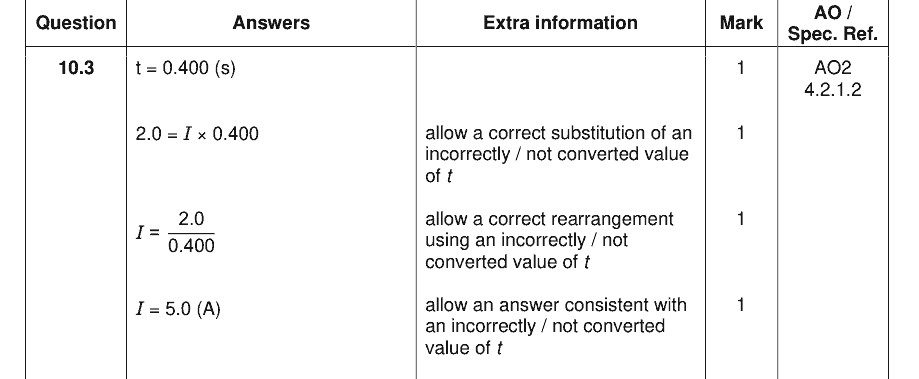 Question Answers Extra information Mark AO / Spec. Ref.
10.3 t = 0.400 (s) 1 AO2
4.2.1.2
2.0 = I × 0.400 allow a correct substitution of an 1
incorrectly / not converted value
of t
I = 2.0 / 0.400 allow a correct rearrangement 1
using an incorrectly / not
converted value of t
I = 5.0 (A) allow an answer consistent with 1
an incorrectly / not converted
value of t